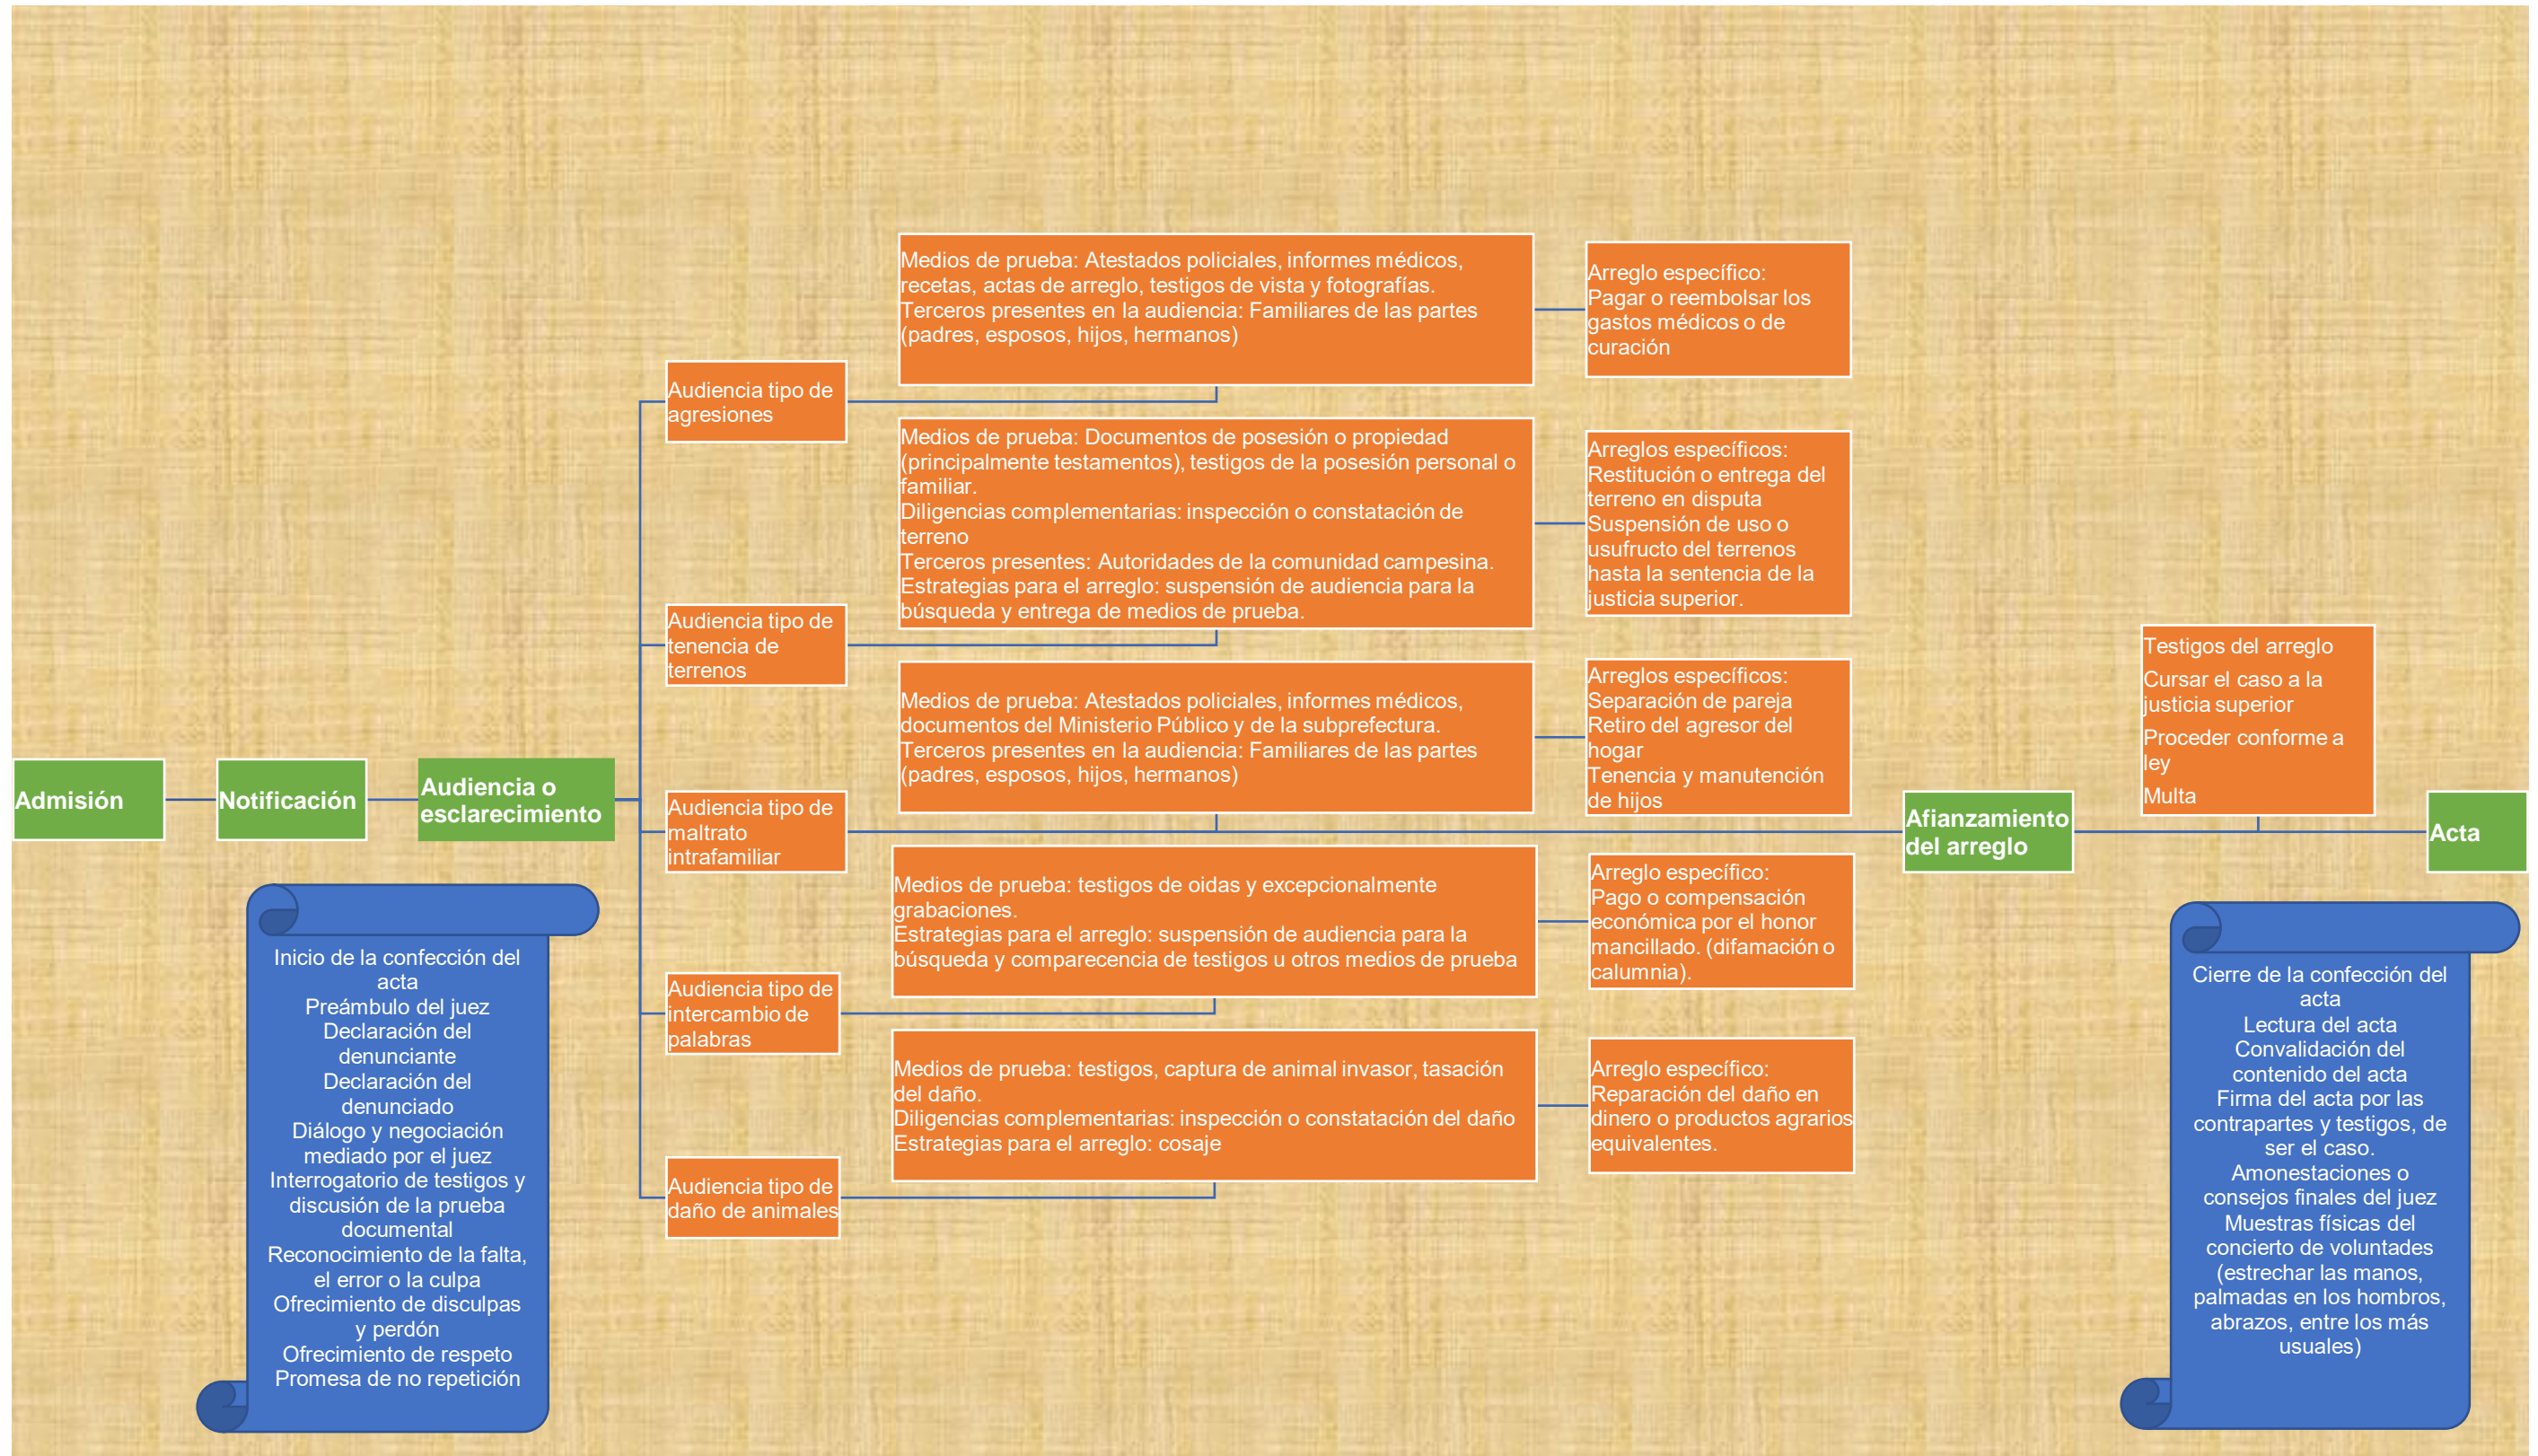 Admisión
Notificación
Audiencia o
esclarecimiento
Inicio de la confección del
acta
Preámbulo del juez
Declaración del
denunciante
Declaración del
denunciado
Diálogo y negociación
mediado por el juez
Interrogatorio de testigos y
discusión de la prueba
documental
Reconocimiento de la falta,
el error o la culpa
Ofrecimiento de disculpas
y perdón
Ofrecimiento de respeto
Promesa de no repetición
Audiencia tipo de
agresiones
Medios de prueba: Atestados policiales, informes médicos,
recetas, actas de arreglo, testigos de vista y fotografías.
Terceros presentes en la audiencia: Familiares de las partes
(padres, esposos, hijos, hermanos)
Arreglo específico:
Pagar o reembolsar los
gastos médicos o de
curación
Audiencia tipo de
tenencia de
terrenos
Medios de prueba: Documentos de posesión o propiedad
(principalmente testamentos), testigos de la posesión personal o
familiar.
Diligencias complementarias: inspección o constatación de
terreno
Terceros presentes: Autoridades de la comunidad campesina.
Estrategias para el arreglo: suspensión de audiencia para la
búsqueda y entrega de medios de prueba.
Arreglos específicos:
Restitución o entrega del
terreno en disputa
Suspensión de uso o
usufructo del terrenos
hasta la sentencia de la
justicia superior.
Audiencia tipo de
maltrato
intrafamiliar
Medios de prueba: Atestados policiales, informes médicos,
documentos del Ministerio Público y de la subprefectura.
Terceros presentes en la audiencia: Familiares de las partes
(padres, esposos, hijos, hermanos)
Arreglos específicos:
Separación de pareja
Retiro del agresor del
hogar
Tenencia y manutención
de hijos
Audiencia tipo de
intercambio de
palabras
Medios de prueba: testigos de oidas y excepcionalmente
grabaciones.
Estrategias para el arreglo: suspensión de audiencia para la
búsqueda y comparecencia de testigos u otros medios de prueba
Arreglo específico:
Pago o compensación
económica por el honor
mancillado. (difamación o
calumnia).
Audiencia tipo de
daño de animales
Medios de prueba: testigos, captura de animal invasor, tasación
del daño.
Diligencias complementarias: inspección o constatación del daño
Estrategias para el arreglo: cosaje
Arreglo específico:
Reparación del daño en
dinero o productos agrarios
equivalentes.
Afianzamiento
del arreglo
Testigos del arreglo
Cursar el caso a la
justicia superior
Proceder conforme a
ley
Multa
Acta
Cierre de la confección del
acta
Lectura del acta
Convalidación del
contenido del acta
Firma del acta por las
contrapartes y testigos, de
ser el caso.
Amonestaciones o
consejos finales del juez
Muestras físicas del
concierto de voluntades
(estrechar las manos,
palmadas en los hombros,
abrazos, entre los más
usuales)